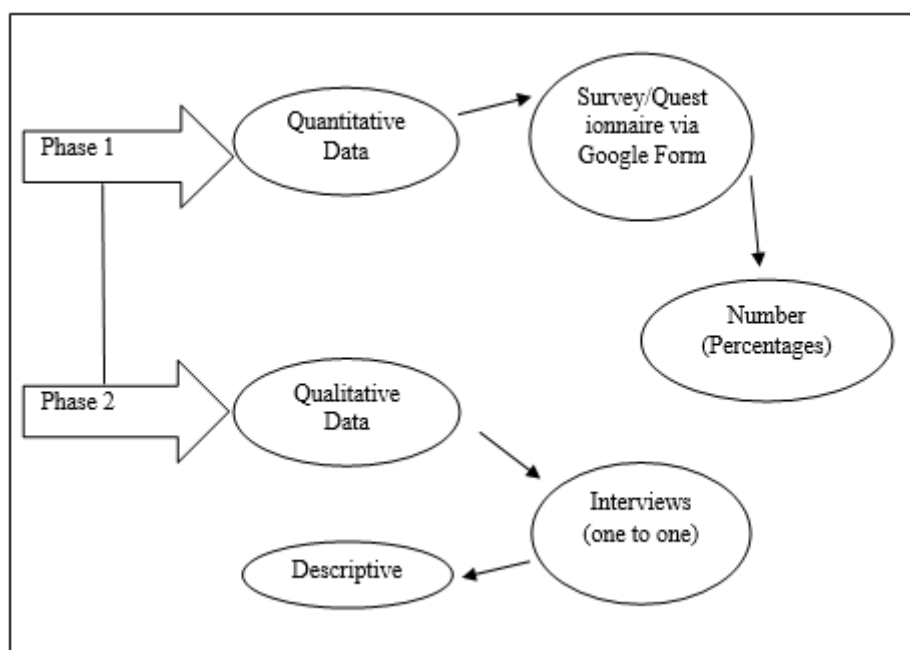 Phase 1
Quantitative
Data
Survey/Quest
ionnaire via
Google Form
Number
(Percentages)
Phase 2
Qualitative
Data
Interviews
(one to one)
Descriptive